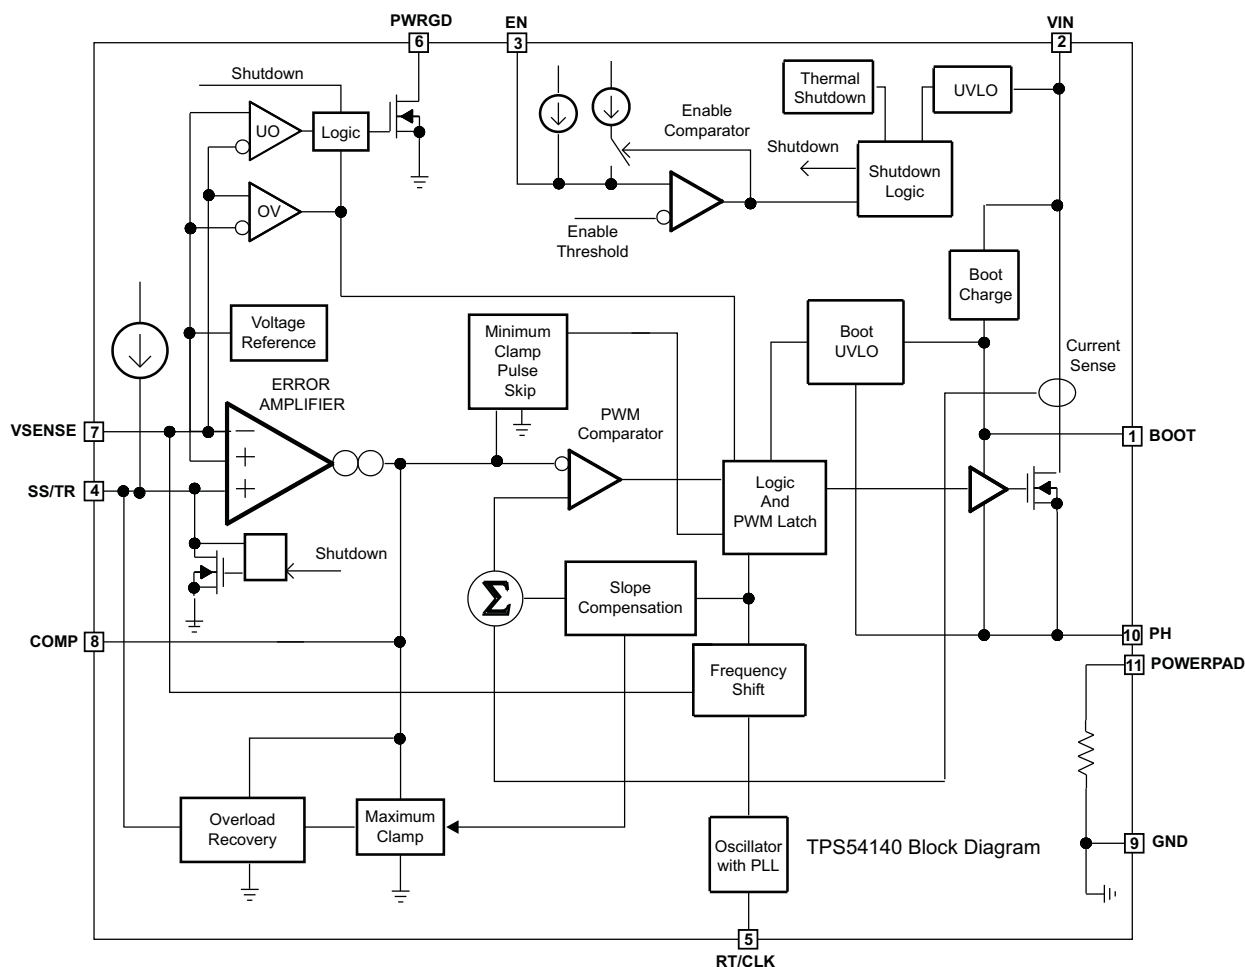 PWRGD
6
EN
3
VIN
2
Shutdown
Thermal
Shutdown
UVLO
UO
Logic
Enable
Comparator
Shutdown
Shutdown
Logic
OV
Enable
Threshold
Boot
Charge
Voltage
Reference
Minimum
Clamp
Pulse
Skip
Boot
UVLO
Current
Sense
ERROR
AMPLIFIER
PWM
Comparator
VSENSE
7
−
+
+
1
BOOT
SS/TR
4
Logic
And
PWM Latch
Shutdown
Σ
Slope
Compensation
COMP
8
10
PH
11
POWERPAD
Frequency
Shift
Overload
Recovery
Maximum
Clamp
Oscillator
with PLL
TPS54140 Block Diagram
9
GND
5
RT/CLK